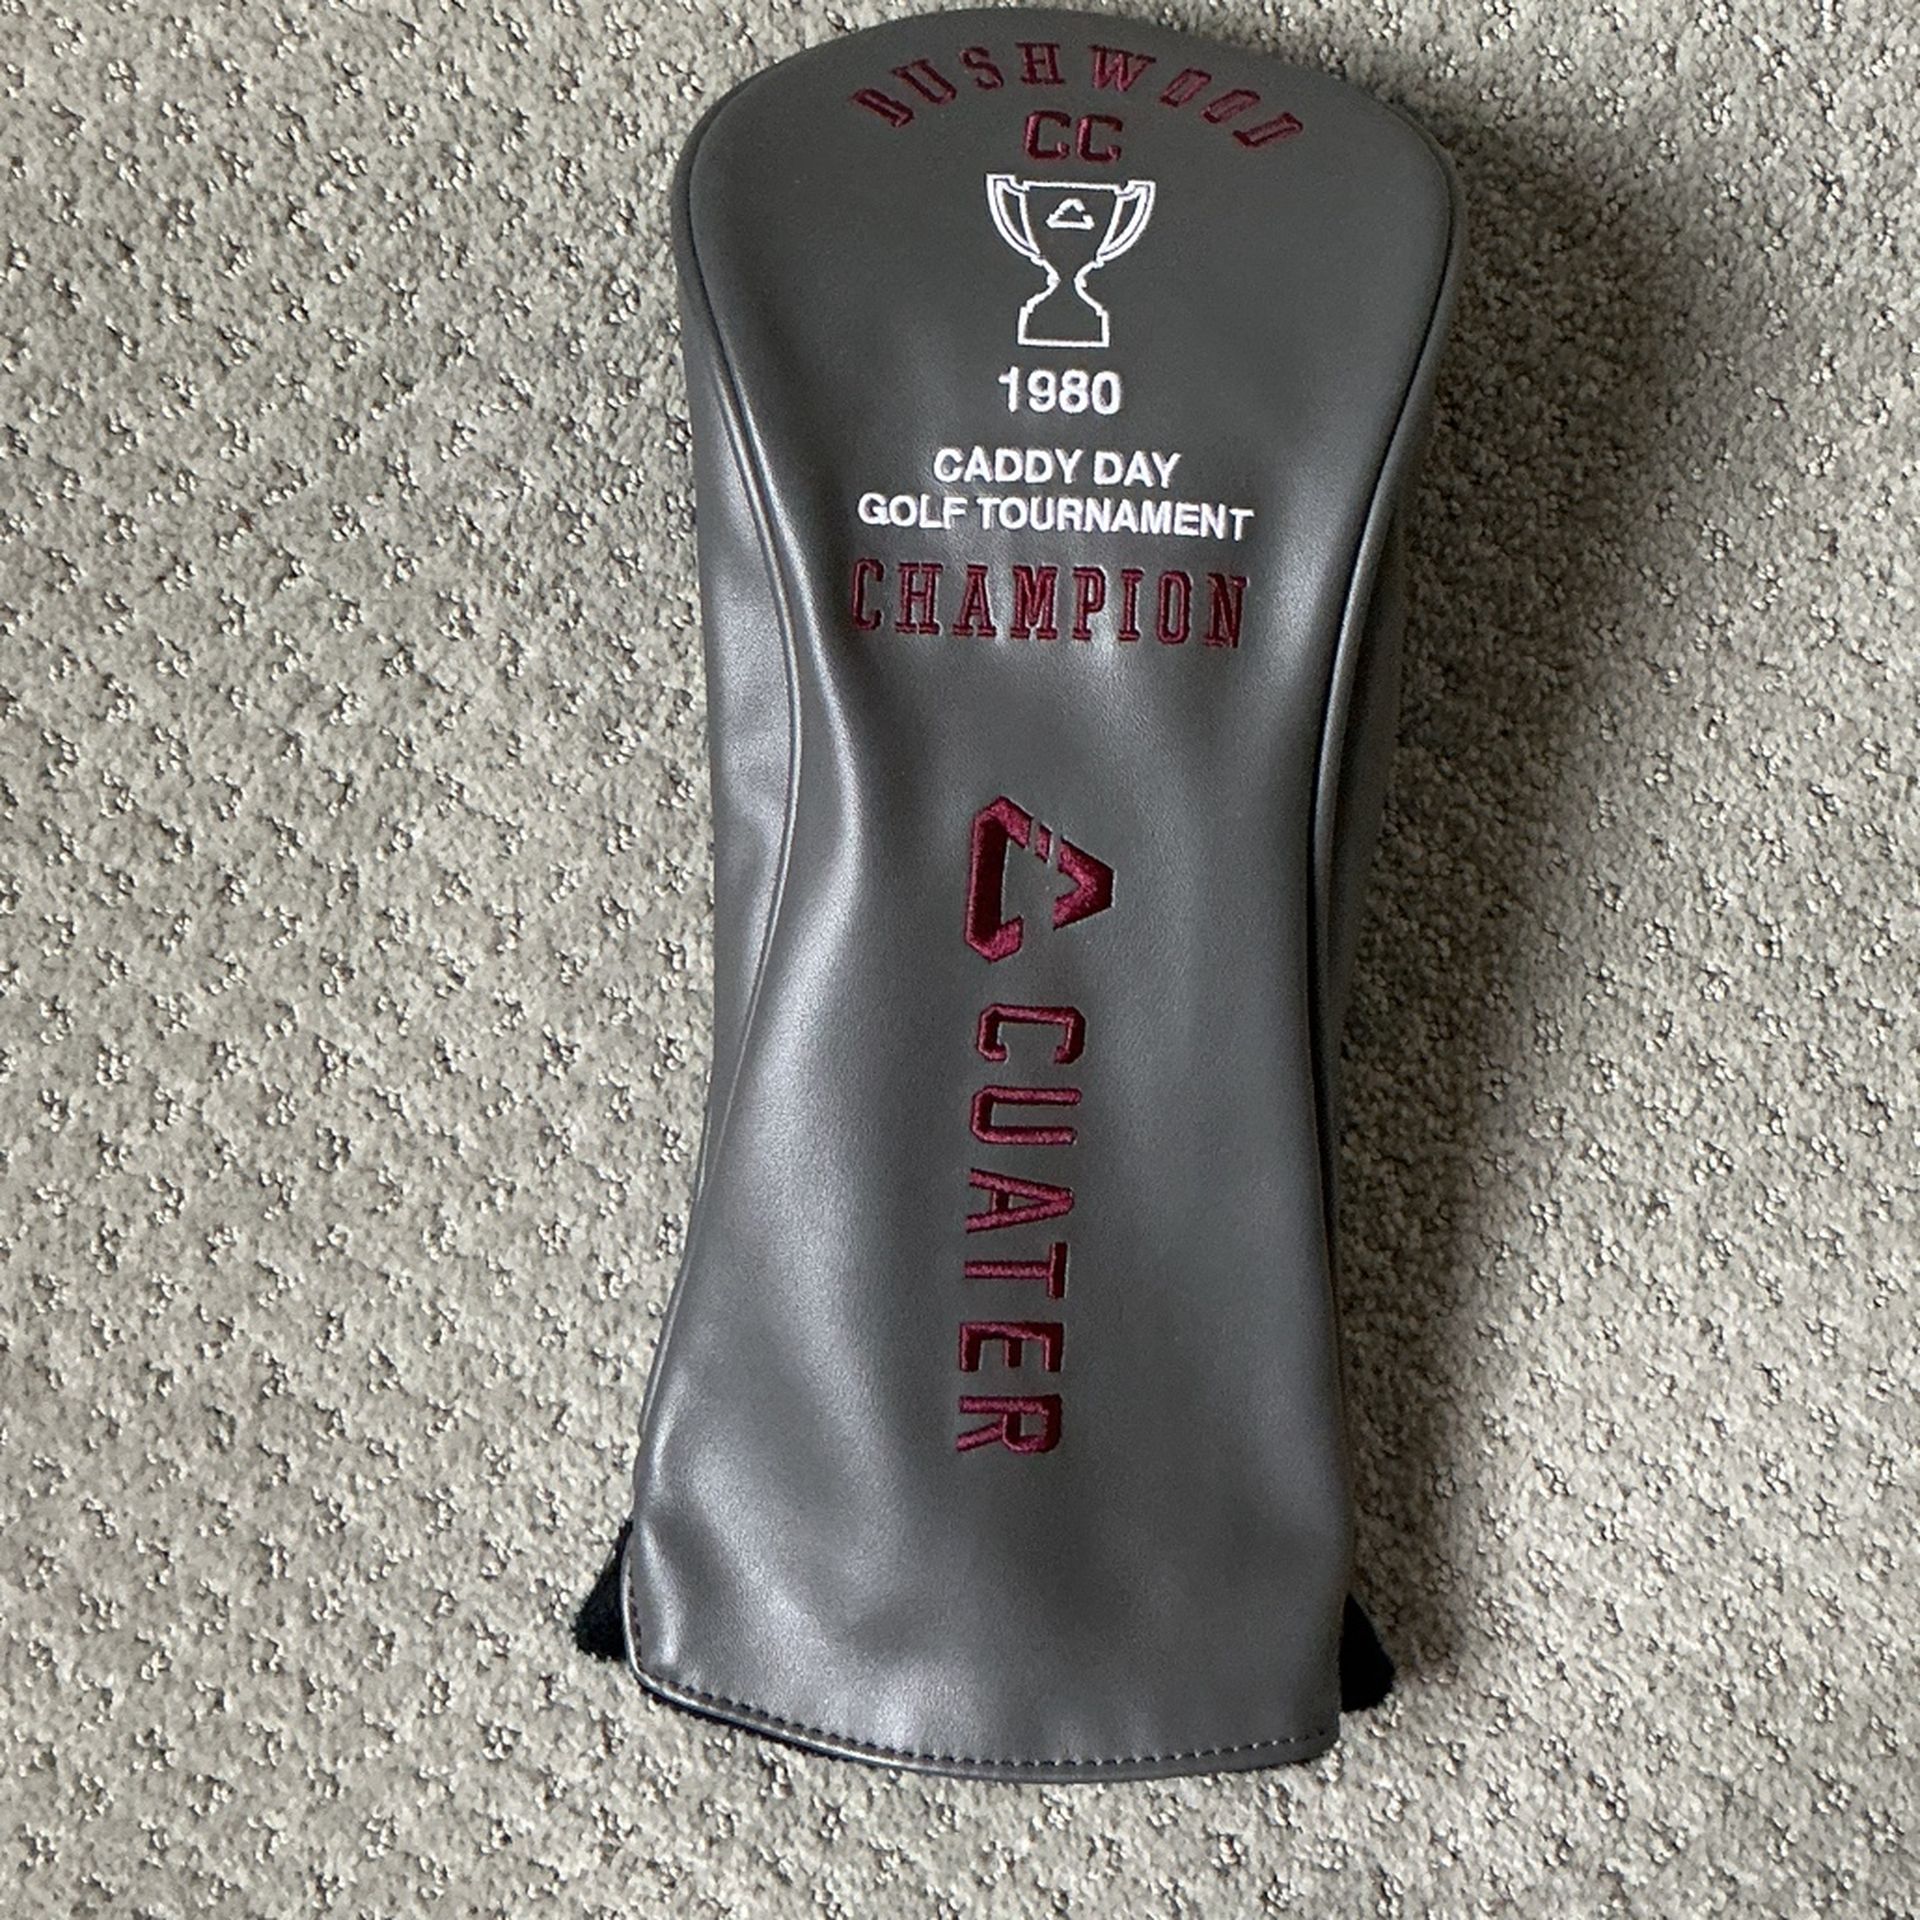 BUSHWOOD
CC
1980
CADDY DAY
GOLF TOURNAMENT
CHAMPION
CUATER